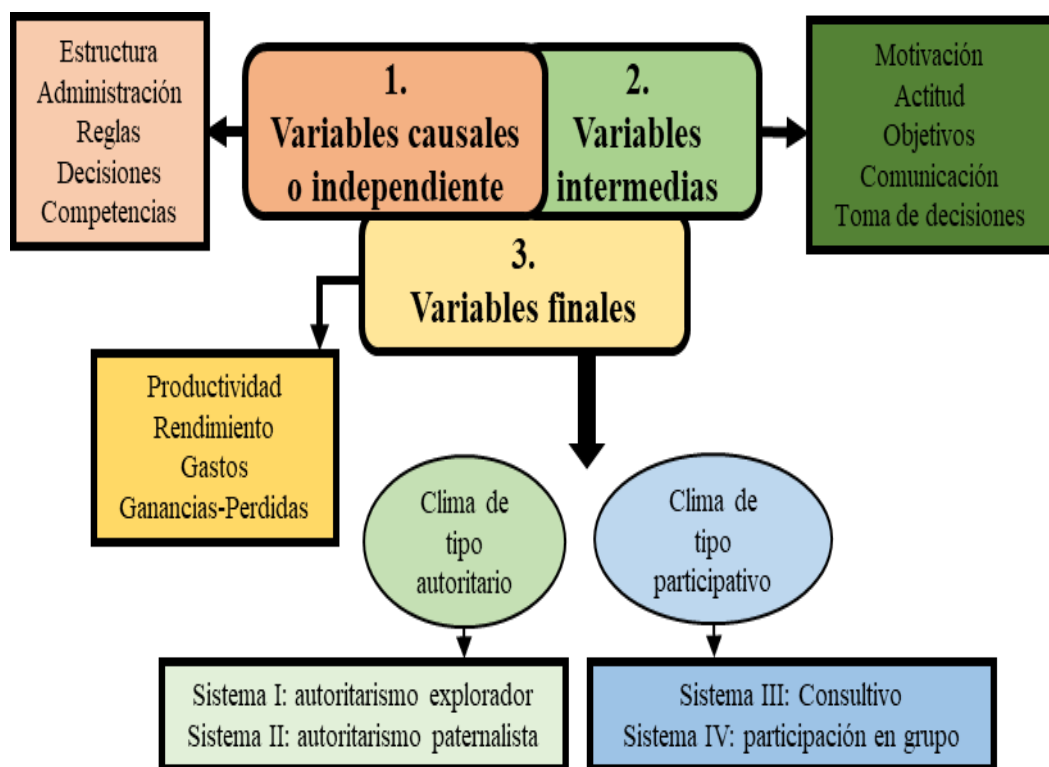 Estructura
Administración
Reglas
Decisiones
Competencias
1.
Variables causales
o independiente
2.
Variables
intermedias
Motivación
Actitud
Objetivos
Comunicación
Toma de decisiones
3.
Variables finales
Productividad
Rendimiento
Gastos
Ganancias-Perdidas
Clima de
tipo
autoritario
Clima de
tipo
participativo
Sistema I: autoritarismo explorador
Sistema II: autoritarismo paternalista
Sistema III: Consultivo
Sistema IV: participación en grupo